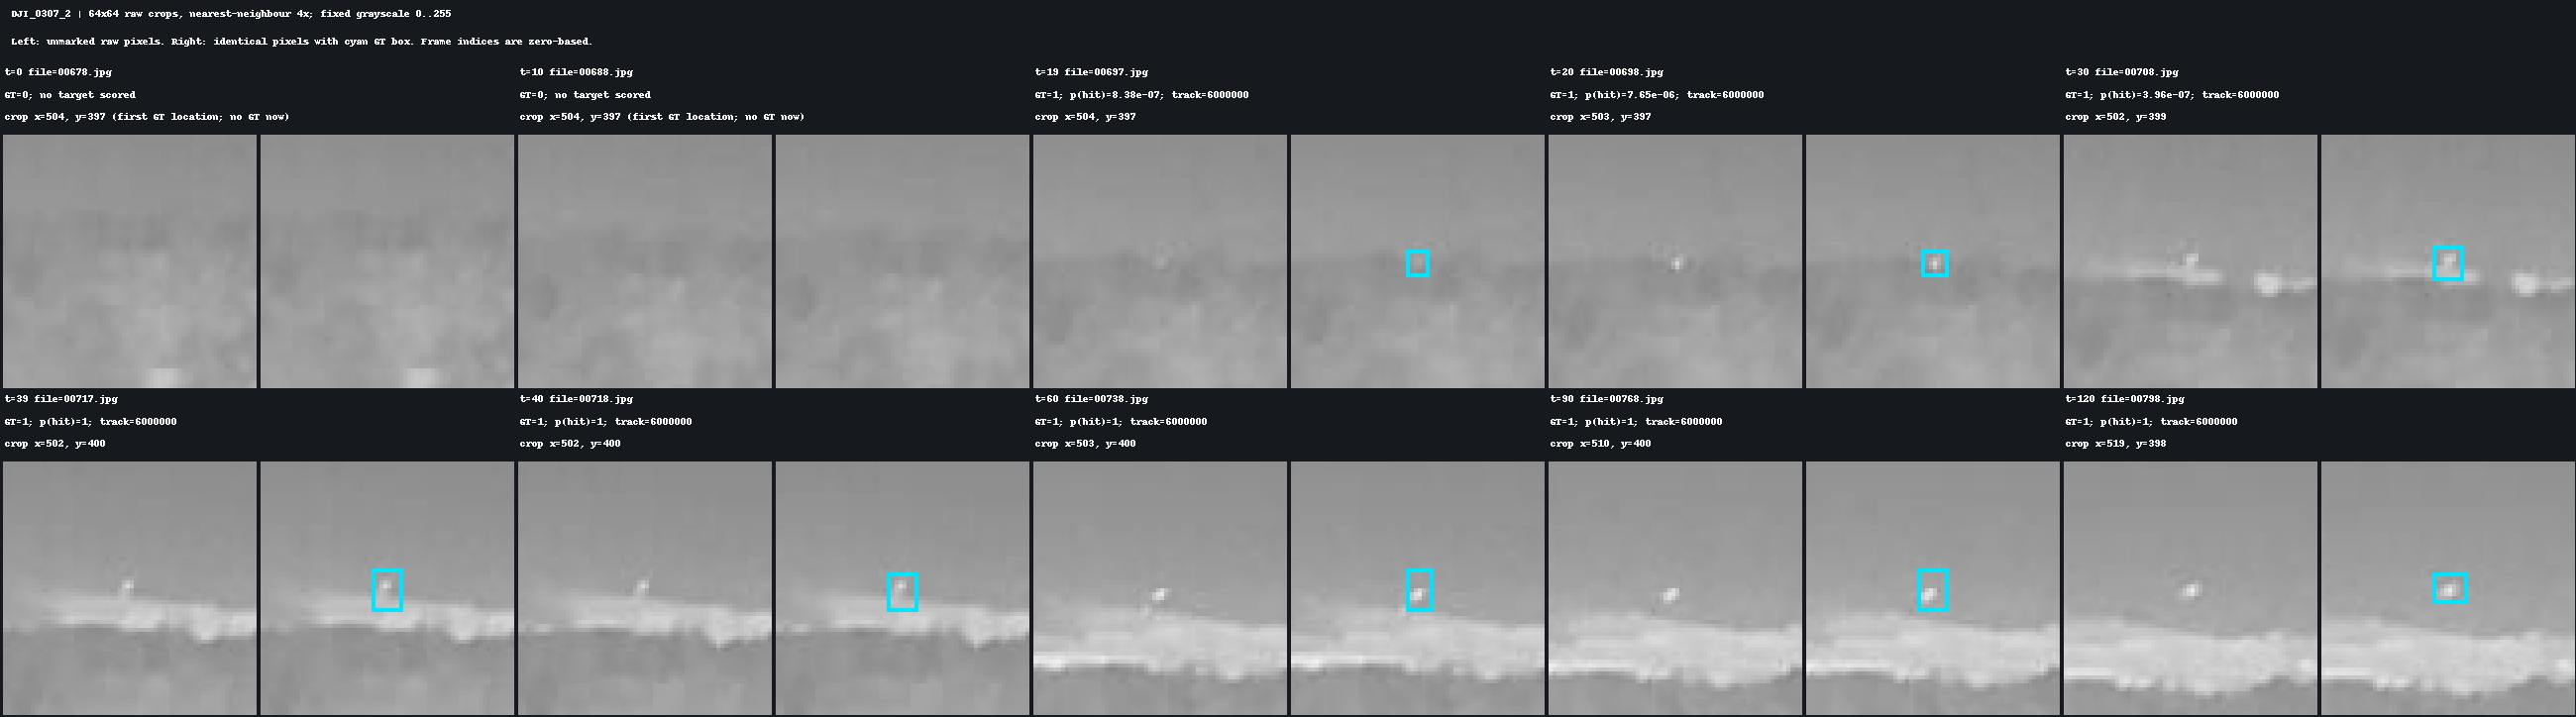 DJI_0307_2 | 64x64 raw crops, nearest-neighbour 4x; fixed grayscale 0..255
Left: unmarked raw pixels. Right: identical pixels with cyan GT box. Frame indices are zero-based.
t=0 file=00678.jpg
GT=0; no target scored
crop x=504, y=397 (first GT location; no GT now)
t=10 file=00688.jpg
GT=0; no target scored
crop x=504, y=397 (first GT location; no GT now)
t=19 file=00697.jpg
GT=1; p(hit)=8.38e-07; track=6000000
crop x=504, y=397
t=20 file=00698.jpg
GT=1; p(hit)=7.65e-06; track=6000000
crop x=503, y=397
t=30 file=00708.jpg
GT=1; p(hit)=3.96e-07; track=6000000
crop x=502, y=399
t=39 file=00717.jpg
GT=1; p(hit)=1; track=6000000
crop x=502, y=400
t=40 file=00718.jpg
GT=1; p(hit)=1; track=6000000
crop x=502, y=400
t=60 file=00738.jpg
GT=1; p(hit)=1; track=6000000
crop x=503, y=400
t=90 file=00768.jpg
GT=1; p(hit)=1; track=6000000
crop x=510, y=400
t=120 file=00798.jpg
GT=1; p(hit)=1; track=6000000
crop x=519, y=398